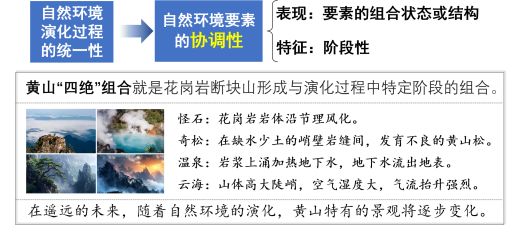 自然环境
演化过程
的统一性
自然环境要素
的协调性
表现：要素的组合状态或结构
特征：阶段性
黄山“四绝”组合就是花岗岩断块山形成与演化过程中特定阶段的组合。
怪石：花岗岩岩体沿节理风化。
奇松：在缺水少土的峭壁岩缝间，发育不良的黄山松。
温泉：岩浆上涌加热地下水，地下水流出地表。
云海：山体高大陡峭，空气湿度大，气流抬升强烈。
在遥远的未来，随着自然环境的演化，黄山特有的景观将逐步变化。